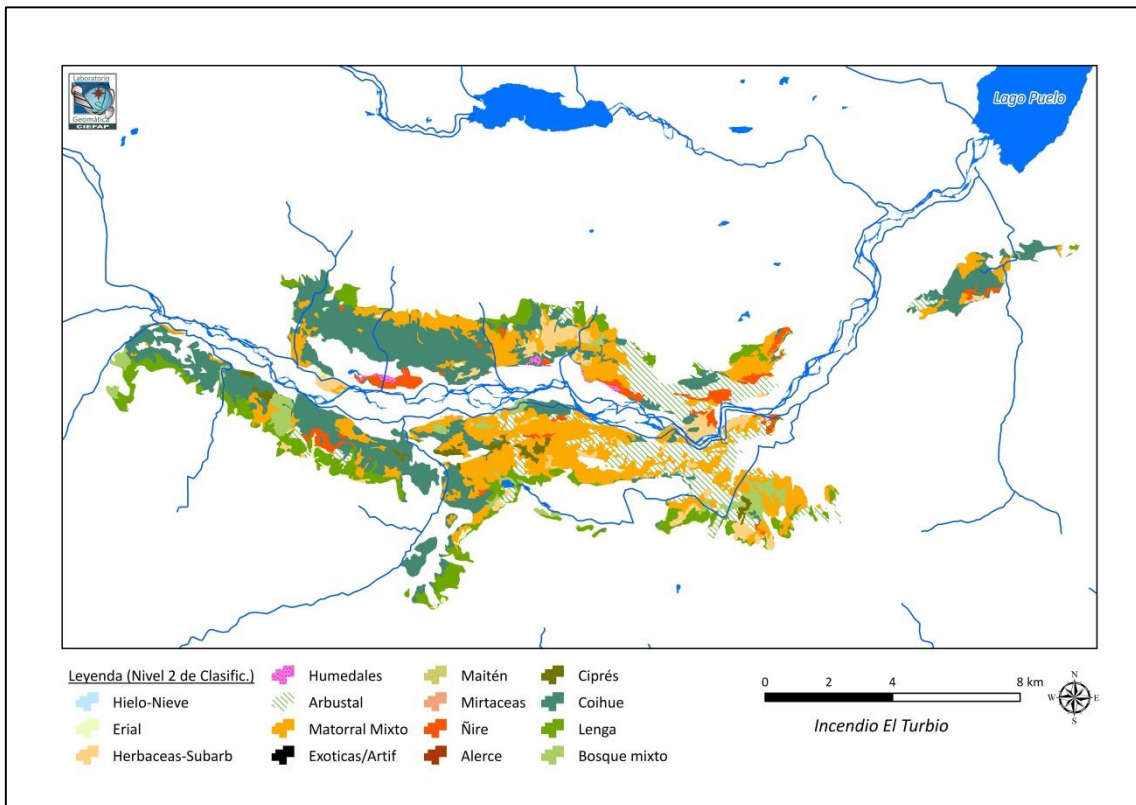 Laboratorio
Geomática
CIEFAP
Lago Puelo
Leyenda (Nivel 2 de Clasific.)
Hielo-Nieve
Erial
Herbaceas-Subarb
Humedales
Arbustal
Matorral Mixto
Exoticas/Artif
Maitén
Mirtaceas
Ñire
Alerce
Ciprés
Coihue
Lenga
Bosque mixto
0 2 4 8 km
Incendio El Turbio
N
W E
S